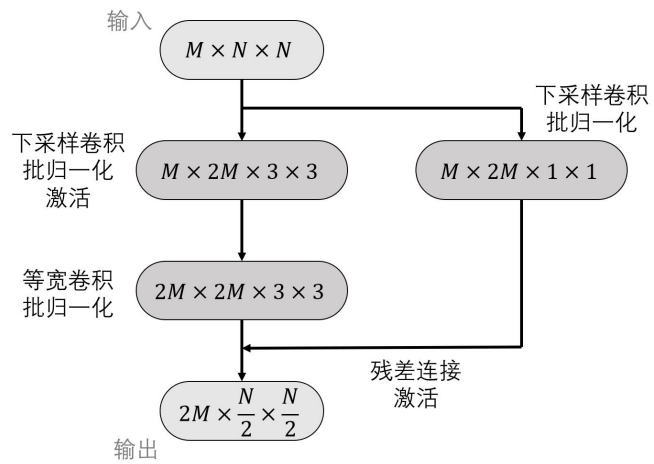 输入
M × N × N
下采样卷积
批归一化
激活
M × 2M × 3 × 3
下采样卷积
批归一化
M × 2M × 1 × 1
等宽卷积
批归一化
2M × 2M × 3 × 3
残差连接
激活
2M × N/2 × N/2
输出